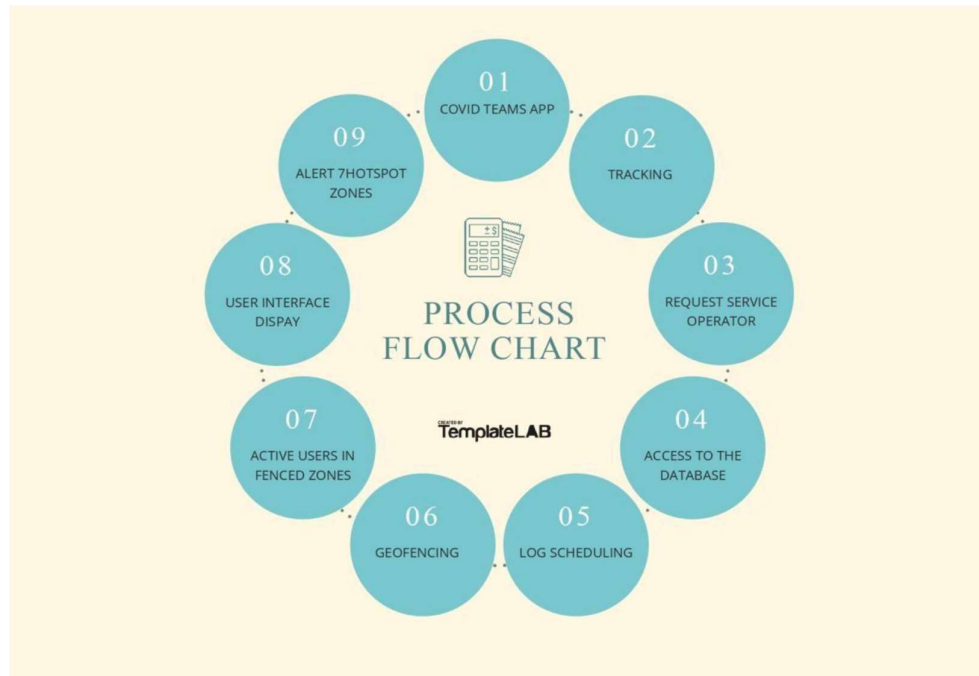 01
COVID TEAMS APP
02
TRACKING
03
REQUEST SERVICE
OPERATOR
04
ACCESS TO THE
DATABASE
05
LOG SCHEDULING
06
GEOFENCING
07
ACTIVE USERS IN
FENCED ZONES
08
USER INTERFACE
DISPAY
09
ALERT 7HOTSPOT
ZONES
± $
PROCESS
FLOW CHART
CREATED BY
TemplateLAB